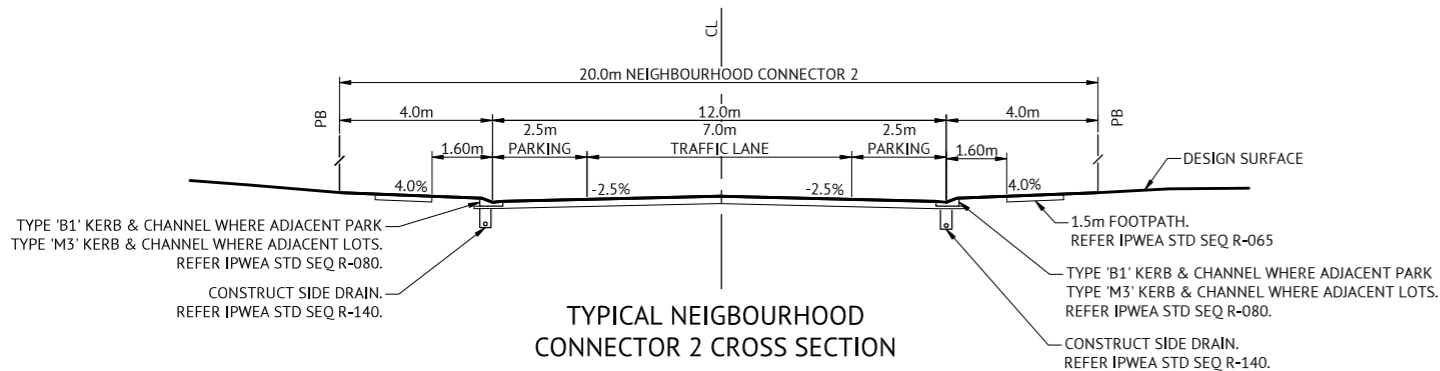 CL
20.0m NEIGHBOURHOOD CONNECTOR 2
PB
4.0m
12.0m
4.0m
PB
2.5m
7.0m
2.5m
1.60m
PARKING
TRAFFIC LANE
PARKING
1.60m
DESIGN SURFACE
4.0%
-2.5%
-2.5%
4.0%
TYPE 'B1' KERB & CHANNEL WHERE ADJACENT PARK
TYPE 'M3' KERB & CHANNEL WHERE ADJACENT LOTS.
REFER IPWEA STD SEQ R-080.
CONSTRUCT SIDE DRAIN.
REFER IPWEA STD SEQ R-140.
1.5m FOOTPATH.
REFER IPWEA STD SEQ R-065
TYPE 'B1' KERB & CHANNEL WHERE ADJACENT PARK
TYPE 'M3' KERB & CHANNEL WHERE ADJACENT LOTS.
REFER IPWEA STD SEQ R-080.
CONSTRUCT SIDE DRAIN.
REFER IPWEA STD SEQ R-140.
TYPICAL NEIGBOURHOOD
CONNECTOR 2 CROSS SECTION